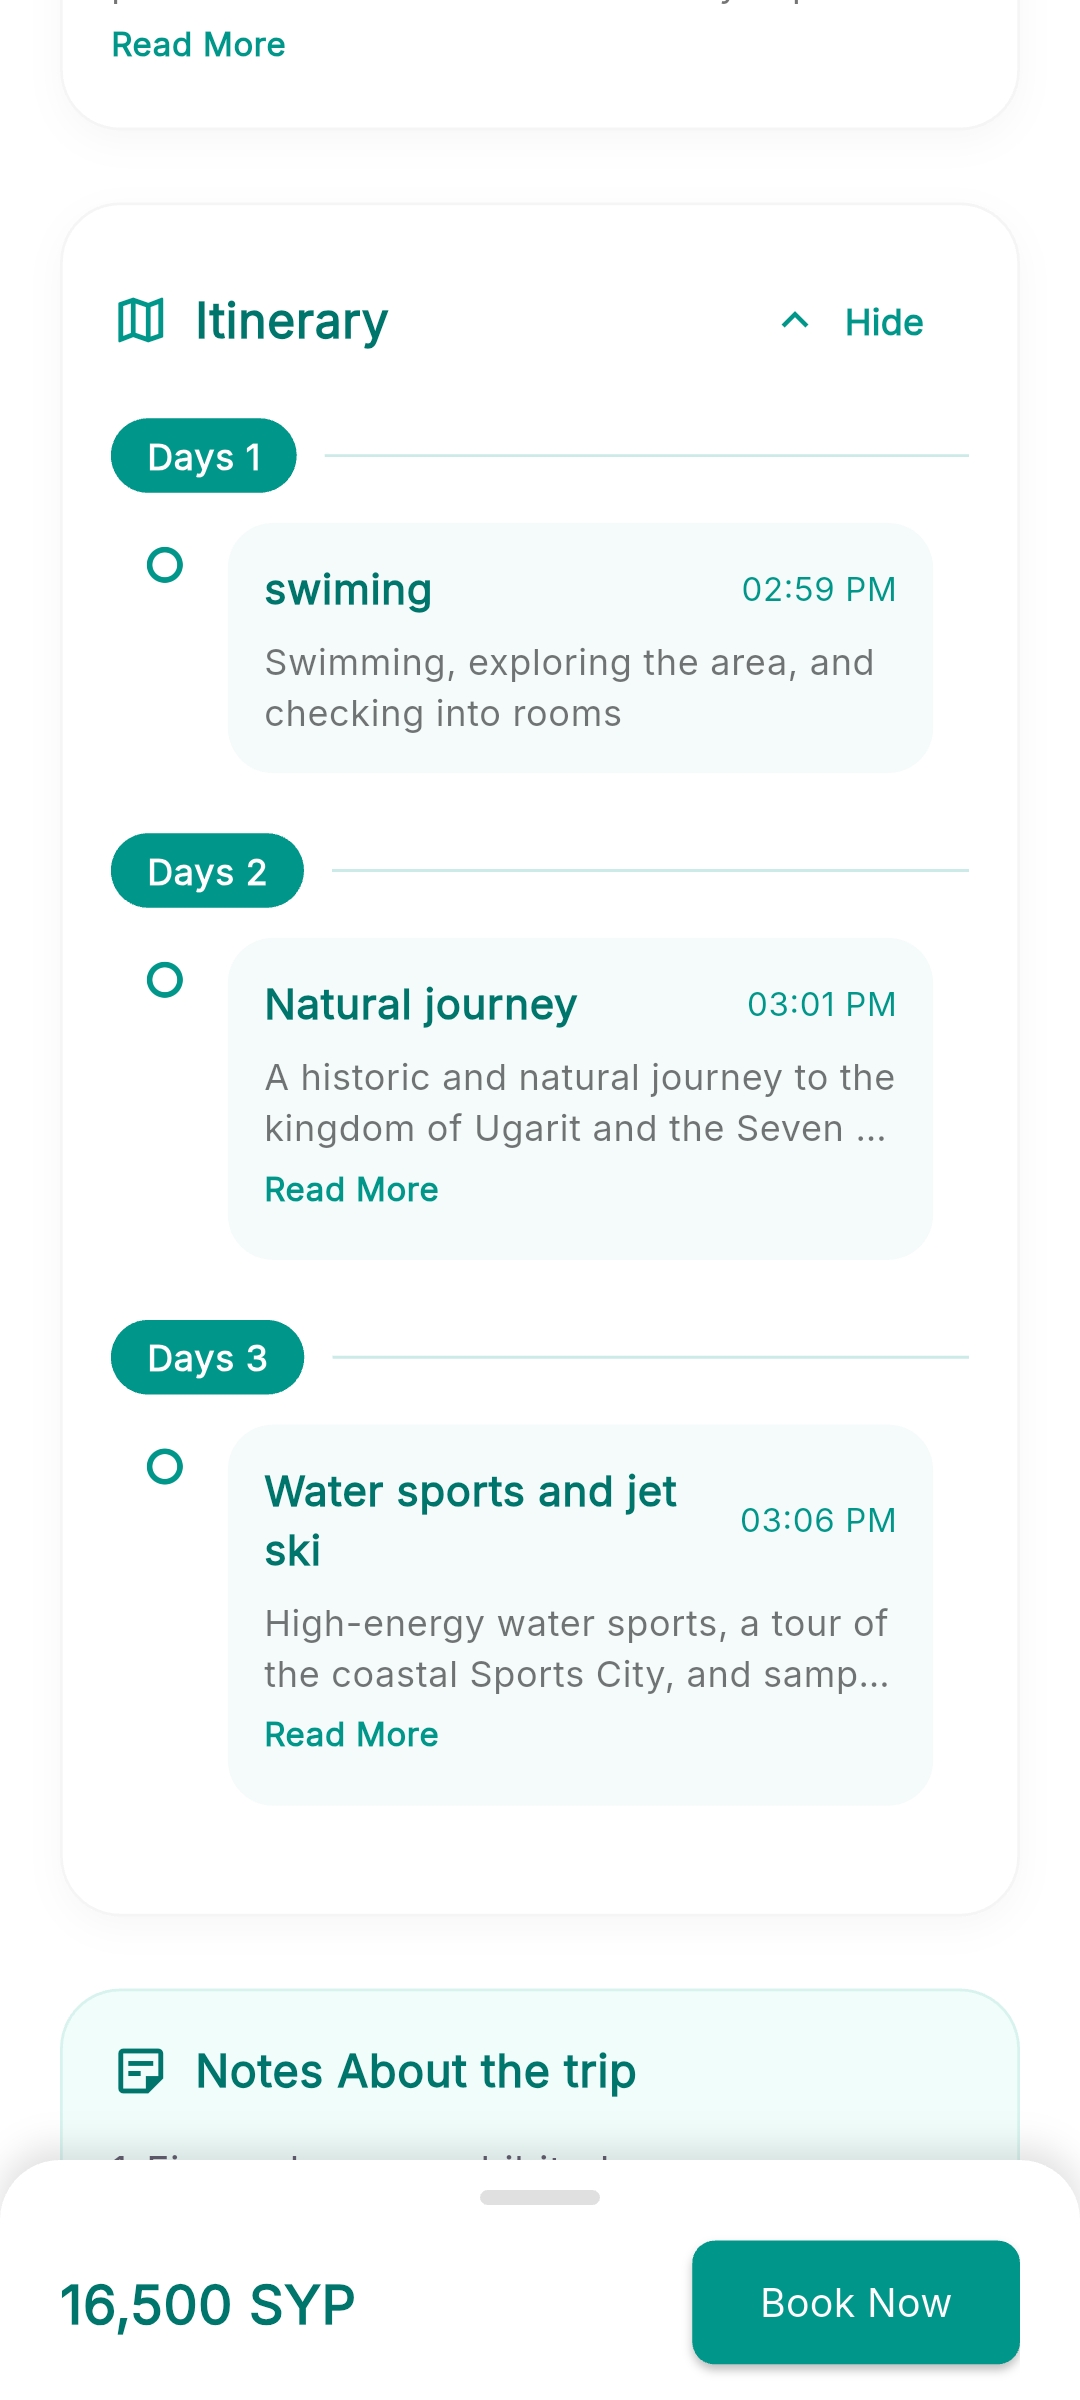 Read More
Itinerary
Hide
Days 1
swiming
02:59 PM
Swimming, exploring the area, and
checking into rooms
Days 2
Natural journey
03:01 PM
A historic and natural journey to the
kingdom of Ugarit and the Seven ...
Read More
Days 3
Water sports and jet
ski
03:06 PM
High-energy water sports, a tour of
the coastal Sports City, and samp...
Read More
Notes About the trip
16,500 SYP
Book Now